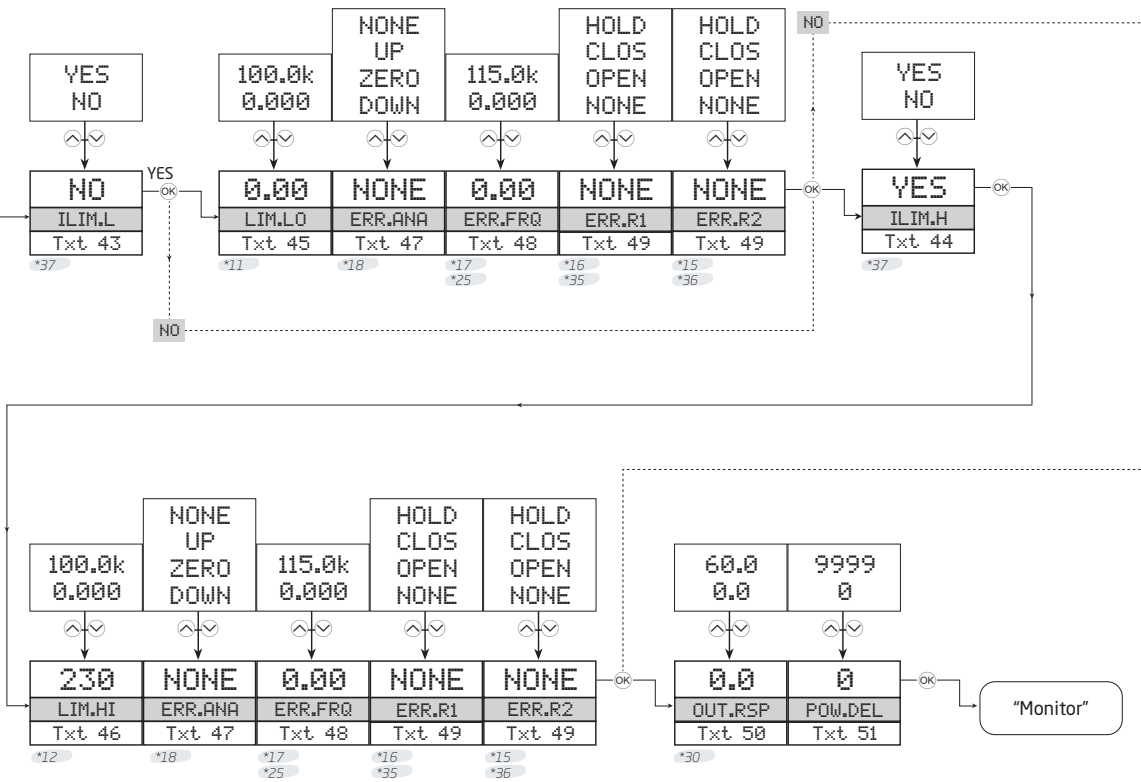 NO
YES
NO
100.0k
0.000
NONE
UP
ZERO
DOWN
115.0k
0.000
HOLD
CLOS
OPEN
NONE
HOLD
CLOS
OPEN
NONE
YES
NO
NO
ILIM.L
Txt 43
*37
YES
OK
0.00
LIM.LO
Txt 45
*11
NONE
ERR.ANA
Txt 47
*18
0.00
ERR.FRQ
Txt 48
*17
*25
NONE
ERR.R1
Txt 49
*16
*35
NONE
ERR.R2
Txt 49
*15
*36
OK
YES
ILIM.H
Txt 44
*37
OK
NO
100.0k
0.000
NONE
UP
ZERO
DOWN
115.0k
0.000
HOLD
CLOS
OPEN
NONE
HOLD
CLOS
OPEN
NONE
60.0
0.0
9999
0
230
LIM.HI
Txt 46
*12
NONE
ERR.ANA
Txt 47
*18
0.00
ERR.FRQ
Txt 48
*17
*25
NONE
ERR.R1
Txt 49
*16
*35
NONE
ERR.R2
Txt 49
*15
*36
OK
0.0
OUT.RSP
Txt 50
*30
0
POW.DEL
Txt 51
OK
"Monitor"